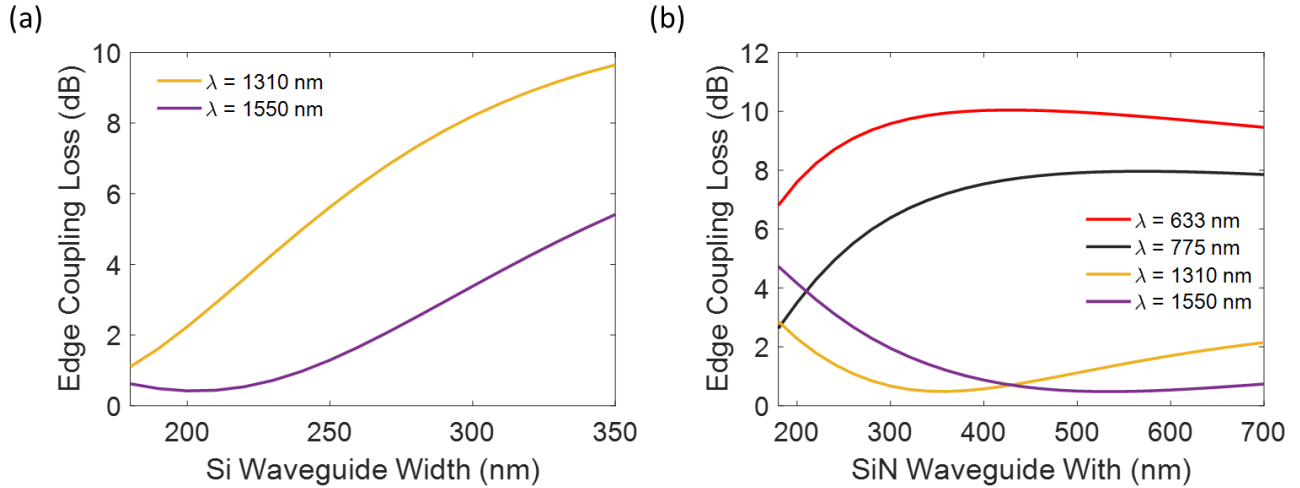 (a)
10
8
6
4
2
0
Edge Coupling Loss (dB)
λ = 1310 nm
λ = 1550 nm
200
250
300
350
Si Waveguide Width (nm)
(b)
12
10
8
6
4
2
0
Edge Coupling Loss (dB)
λ = 633 nm
λ = 775 nm
λ = 1310 nm
λ = 1550 nm
200
300
400
500
600
700
SiN Waveguide With (nm)